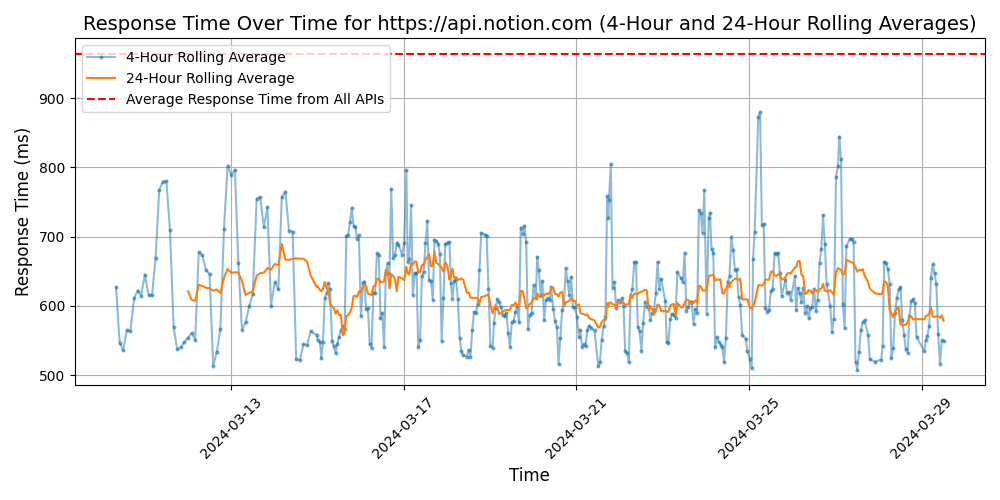 Response Time Over Time for https://api.notion.com (4-Hour and 24-Hour Rolling Averages)
4-Hour Rolling Average
24-Hour Rolling Average
Average Response Time from All APIs
Response Time (ms)
900
800
700
600
500
2024-03-13
2024-03-17
2024-03-21
2024-03-25
2024-03-29
Time